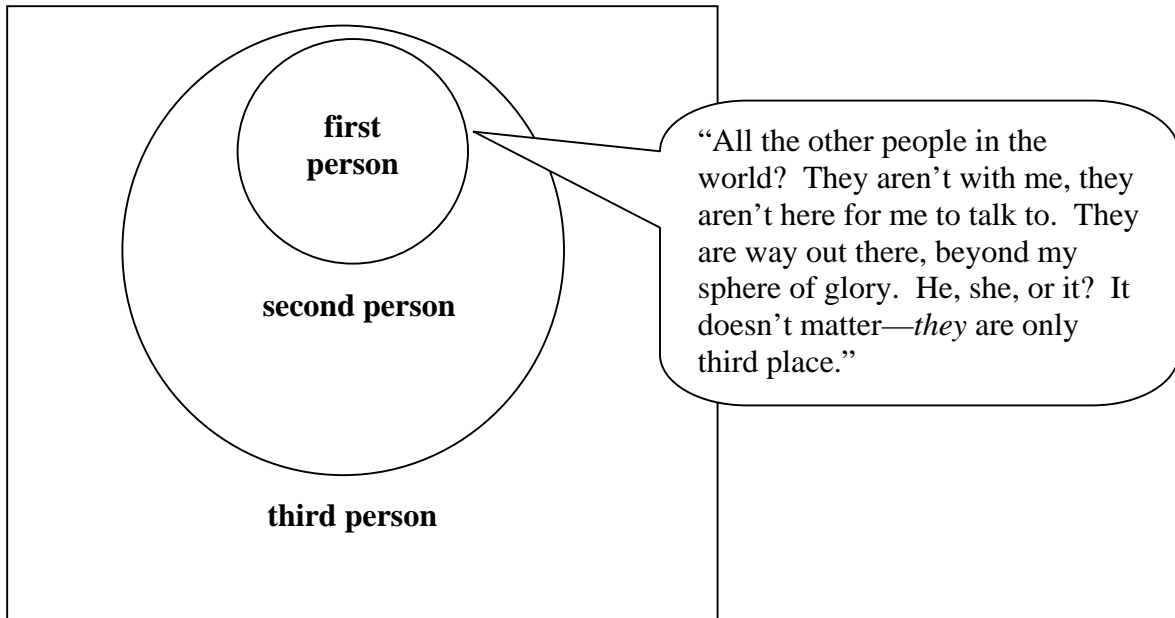 first
person
second person
third person
“All the other people in the
world?  They aren’t with me, they
aren’t here for me to talk to.  They
are way out there, beyond my
sphere of glory.  He, she, or it?  It
doesn’t matter—they are only
third place.”